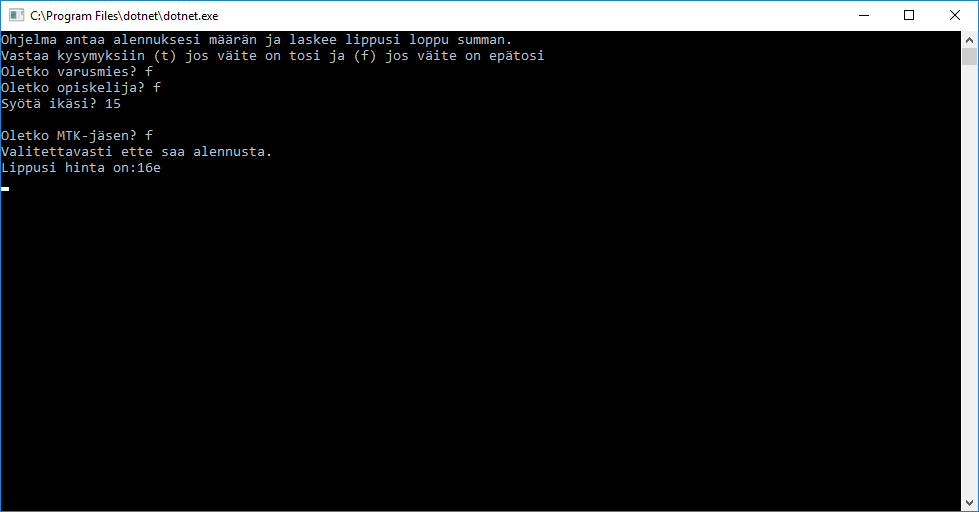 C:\Program Files\dotnet\dotnet.exe
Ohjelma antaa alennuksesi määrän ja laskee lippusi loppu summan.
Vastaa kysymyksiin (t) jos väite on tosi ja (f) jos väite on epätosi
Oletko varusmies? f
Oletko opiskelija? f
Syötä ikäsi? 15
Oletko MTK-jäsen? f
Valitettavasti ette saa alennusta.
Lippusi hinta on:16e